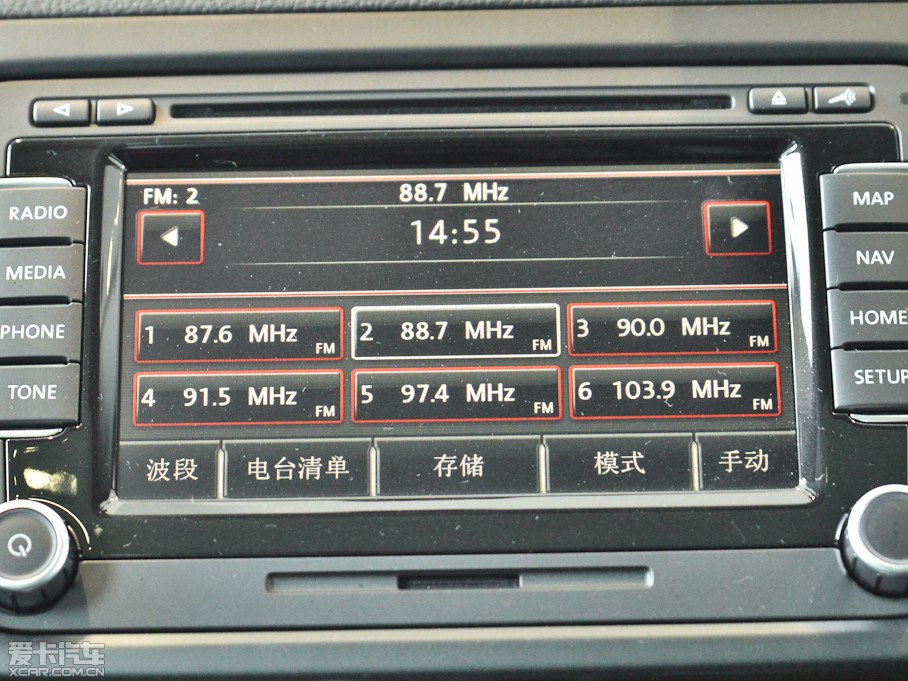 FM: 2 88.7 MHz
14:55
RADIO
MEDIA
PHONE
TONE
MAP
NAV
HOME
SETUP
1 87.6 MHz FM
2 88.7 MHz FM
3 90.0 MHz FM
4 91.5 MHz FM
5 97.4 MHz FM
6 103.9 MHz FM
波段 电台清单 存储 模式 手动
爱卡汽车
XCAR.COM.CN